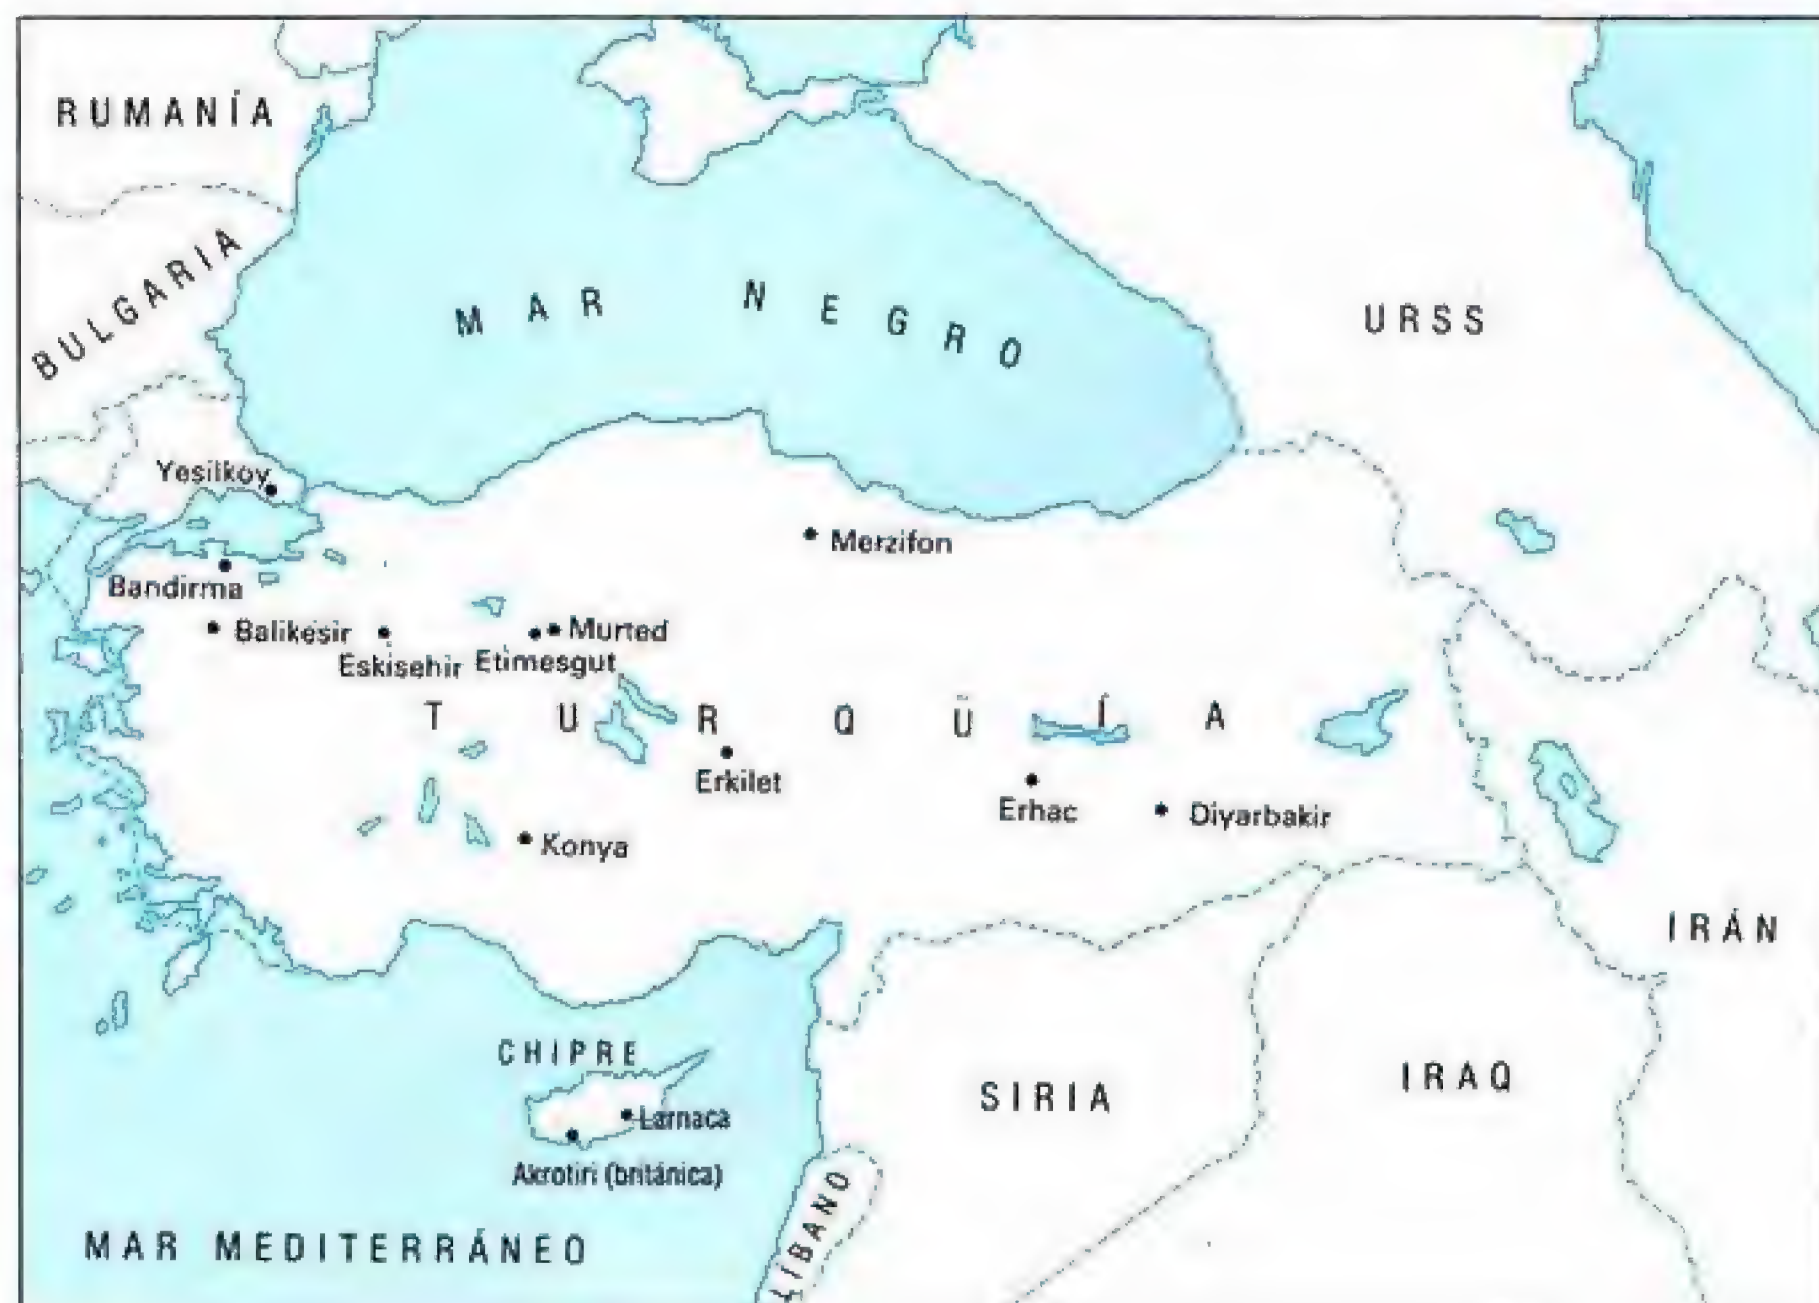 RUMANÍA
BULGARIA
MAR NEGRO
URSS
Yesilkoy
Merzifon
Bandirma
Balikesir
Eskisehir
Etimesgut
Murted
TURQÜÍA
Erkilet
Erhac
Diyarbakir
Konya
IRÁN
CHIPRE
Larnaca
Akrotiri (británica)
SIRIA
IRAQ
LÍBANO
MAR MEDITERRÁNEO